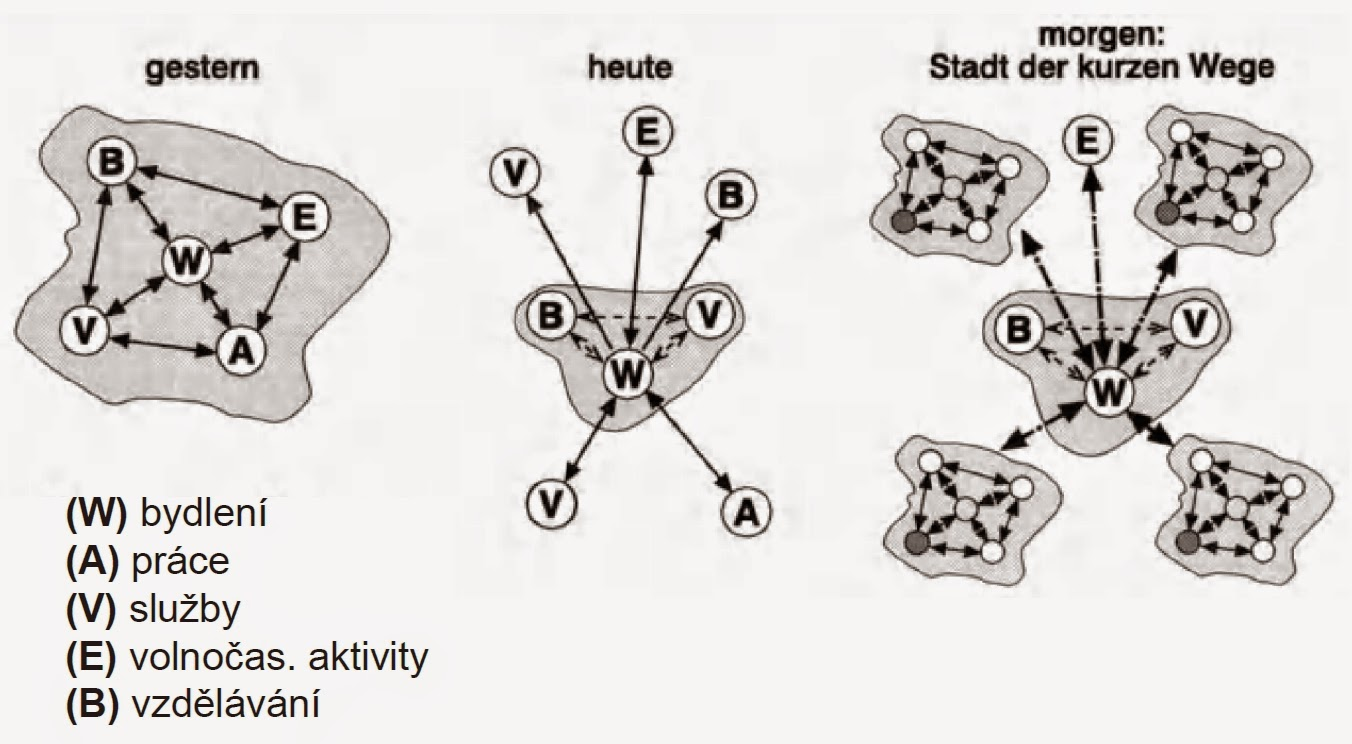 gestern
B
E
W
V
A
heute
E
V
B
B
V
W
V
A
morgen:
Stadt der kurzen Wege
E
B
V
W
(W) bydlení
(A) práce
(V) služby
(E) volnočas. aktivity
(B) vzdělávání